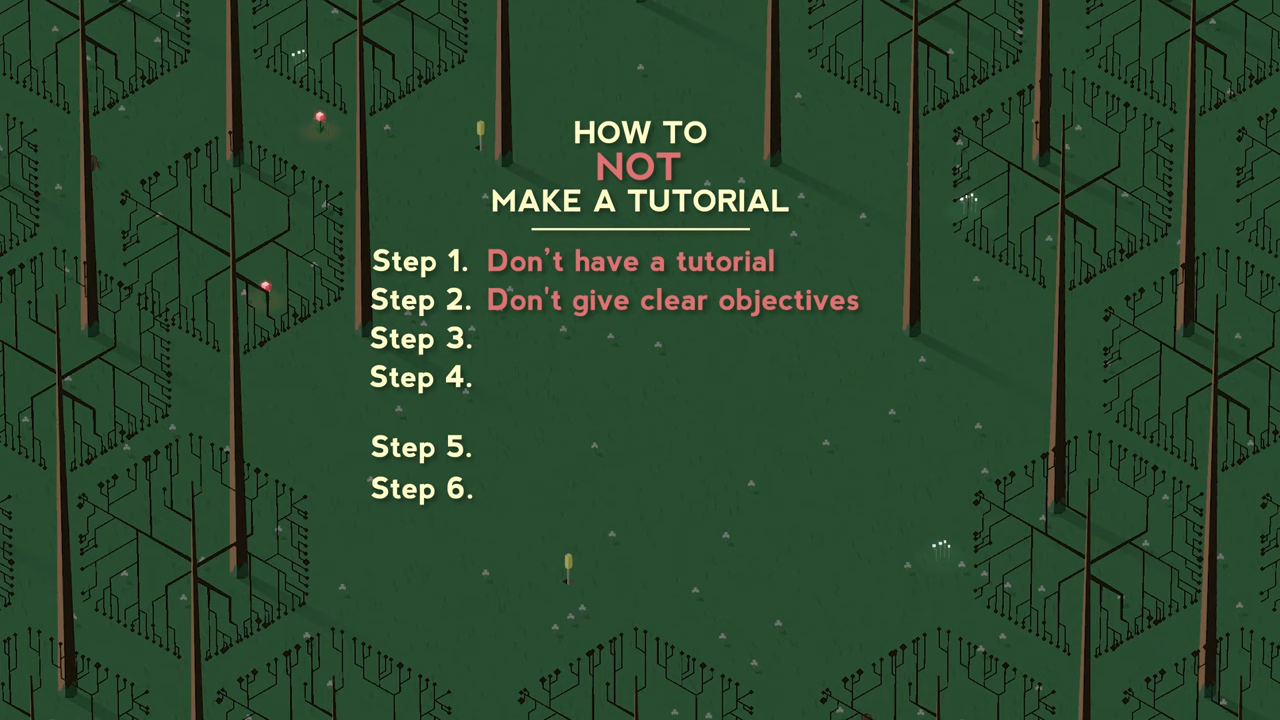 HOW TO
NOT
MAKE A TUTORIAL
Step 1. Don’t have a tutorial
Step 2. Don't give clear objectives
Step 3.
Step 4.
Step 5.
Step 6.